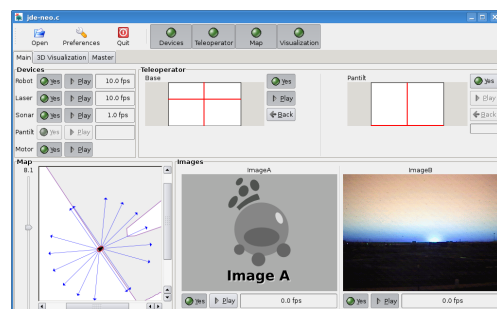 jde-neo.c
Open Preferences Quit Devices Teleoperator Map Visualization
Main 3D Visualization Master
Devices
Robot Yes Play 10.0 fps
Laser Yes Play 10.0 fps
Sonar Yes Play 1.0 fps
Pantilt Yes Play
Motor Yes Play
Teleoperator
Base
Yes
Play
Back
Pantilt
Yes
Play
Back
Map
8.1
Images
ImageA
Image A
Yes Play 0.0 fps
ImageB
Yes Play 0.0 fps